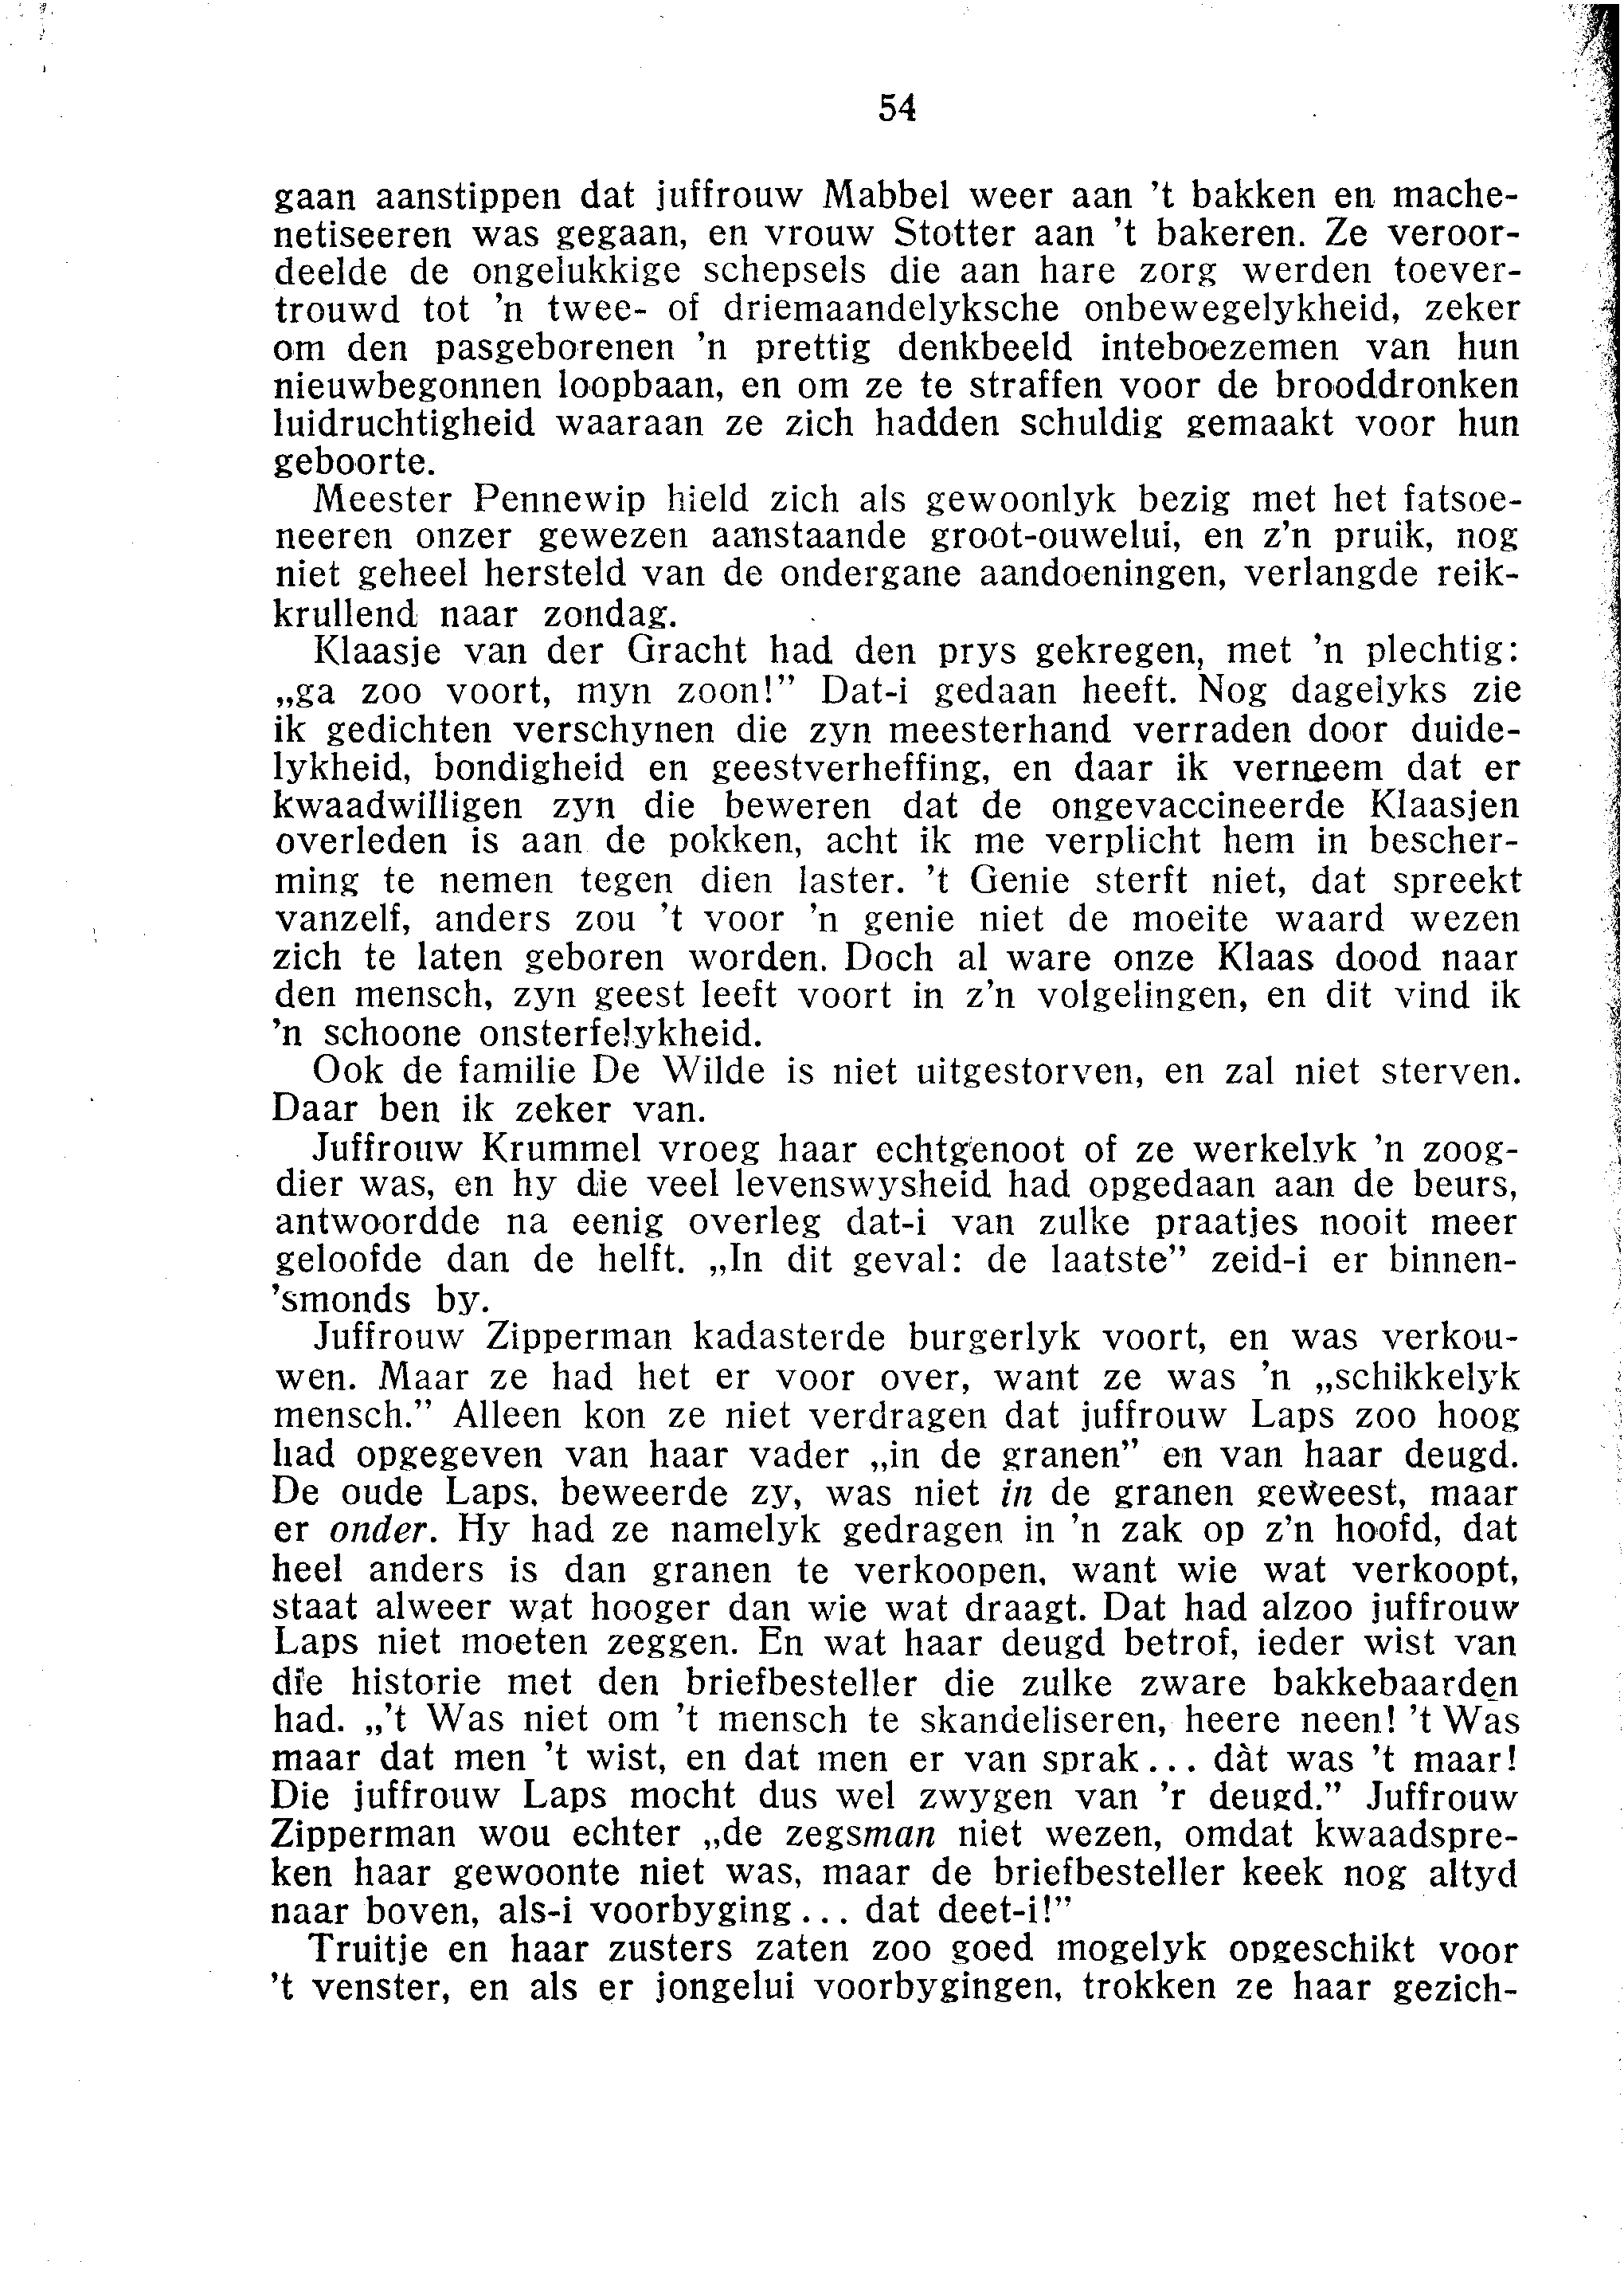 54
gaan aanstippen dat juffrouw Mabbel weer aan 't bakken en mache-
netiseeren was gegaan, en vrouw Stotter aan 't bakeren. Ze veroor-
deelde de ongelukkige schepsels die aan hare zorg werden toever-
trouwd tot 'n twee- of driemaandelyksche onbewegelykheid, zeker
om den pasgeborenen 'n prettig denkbeeld inteboezemen van hun
nieuwbegonnen loopbaan, en om ze te straffen voor de brooddronken
luidruchtigheid waaraan ze zich hadden schuldig gemaakt voor hun
geboorte.
Meester Pennewip hield zich als gewoonlyk bezig met het fatsoe-
neeren onzer gewezen aanstaande groot-ouwelui, en z'n pruik, nog
niet geheel hersteld van de ondergane aandoeningen, verlangde reik-
krullend naar zondag.
Klaasje van der Gracht had den prys gekregen, met 'n plechtig:
„ga zoo voort, myn zoon!” Dat-i gedaan heeft. Nog dagelyks zie
ik gedichten verschynen die zyn meesterhand verraden door duide-
lykheid, bondigheid en geestverheffing, en daar ik verneem dat er
kwaadwilligen zyn die beweren dat de ongevaccineerde Klaasjen
overleden is aan de pokken, acht ik me verplicht hem in bescher-
ming te nemen tegen dien laster. 't Genie sterft niet, dat spreekt
vanzelf, anders zou 't voor 'n genie niet de moeite waard wezen
zich te laten geboren worden. Doch al ware onze Klaas dood naar
den mensch, zyn geest leeft voort in z'n volgelingen, en dit vind ik
'n schoone onsterfelykheid.
Ook de familie De Wilde is niet uitgestorven, en zal niet sterven.
Daar ben ik zeker van.
Juffrouw Krummel vroeg haar echtgenoot of ze werkelyk 'n zoog-
dier was, en hy die veel levenswysheid had opgedaan aan de beurs,
antwoordde na eenig overleg dat-i van zulke praatjes nooit meer
geloofde dan de helft. „In dit geval: de laatste” zeid-i er binnen-
'smonds by.
Juffrouw Zipperman kadasterde burgerlyk voort, en was verkou-
wen. Maar ze had het er voor over, want ze was 'n „schikkelyk
mensch.” Alleen kon ze niet verdragen dat juffrouw Laps zoo hoog
had opgegeven van haar vader „in de granen” en van haar deugd.
De oude Laps, beweerde zy, was niet in de granen geweest, maar
er onder. Hy had ze namelyk gedragen in 'n zak op z'n hoofd, dat
heel anders is dan granen te verkoopen, want wie wat verkoopt,
staat alweer wat hooger dan wie wat draagt. Dat had alzoo juffrouw
Laps niet moeten zeggen. En wat haar deugd betrof, ieder wist van
die historie met den briefbesteller die zulke zware bakkebaarden
had. „'t Was niet om 't mensch te skandeliseren, heere neen! 't Was
maar dat men 't wist, en dat men er van sprak... dàt was 't maar!
Die juffrouw Laps mocht dus wel zwygen van 'r deugd.” Juffrouw
Zipperman wou echter „de zegsman niet wezen, omdat kwaadspre-
ken haar gewoonte niet was, maar de briefbesteller keek nog altyd
naar boven, als-i voorbyging... dat deet-i!”
Truitje en haar zusters zaten zoo goed mogelyk opgeschikt voor
't venster, en als er jongelui voorbygingen, trokken ze haar gezich-